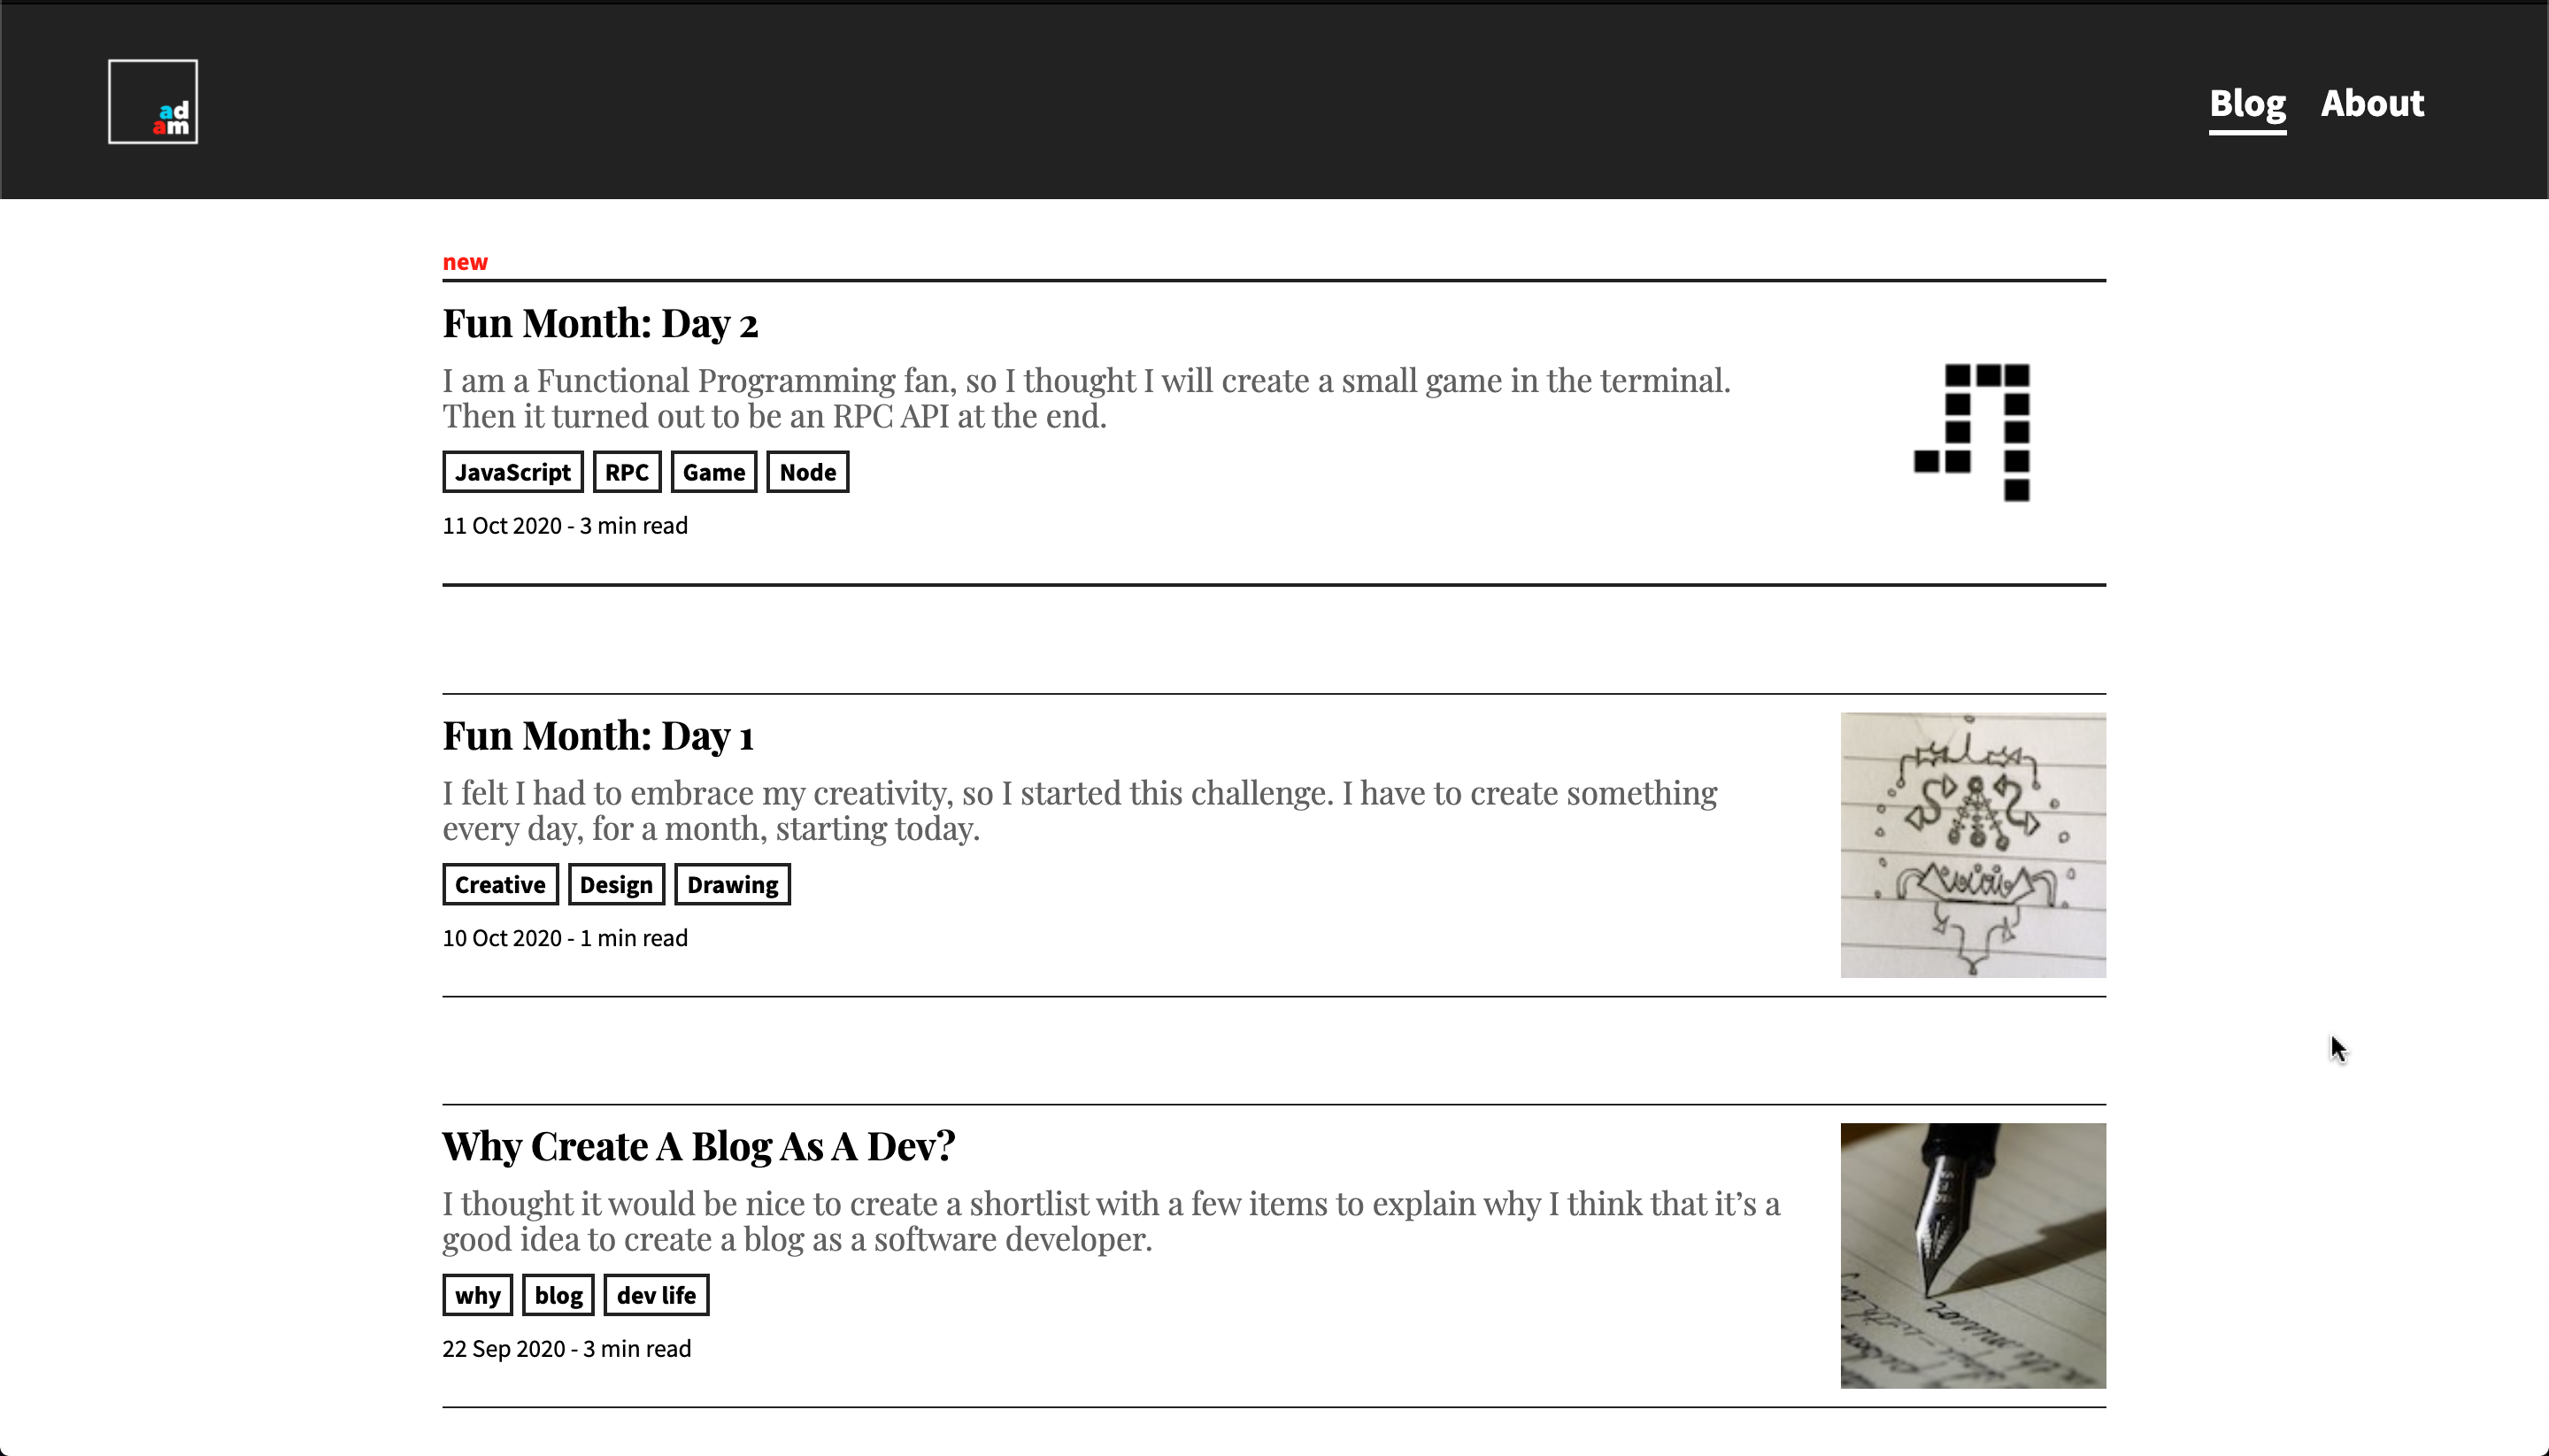 ad
am
Blog About
new
Fun Month: Day 2
I am a Functional Programming fan, so I thought I will create a small game in the terminal.
Then it turned out to be an RPC API at the end.
JavaScript RPC Game Node
11 Oct 2020 - 3 min read
Fun Month: Day 1
I felt I had to embrace my creativity, so I started this challenge. I have to create something
every day, for a month, starting today.
Creative Design Drawing
10 Oct 2020 - 1 min read
Why Create A Blog As A Dev?
I thought it would be nice to create a shortlist with a few items to explain why I think that it’s a
good idea to create a blog as a software developer.
why blog dev life
22 Sep 2020 - 3 min read